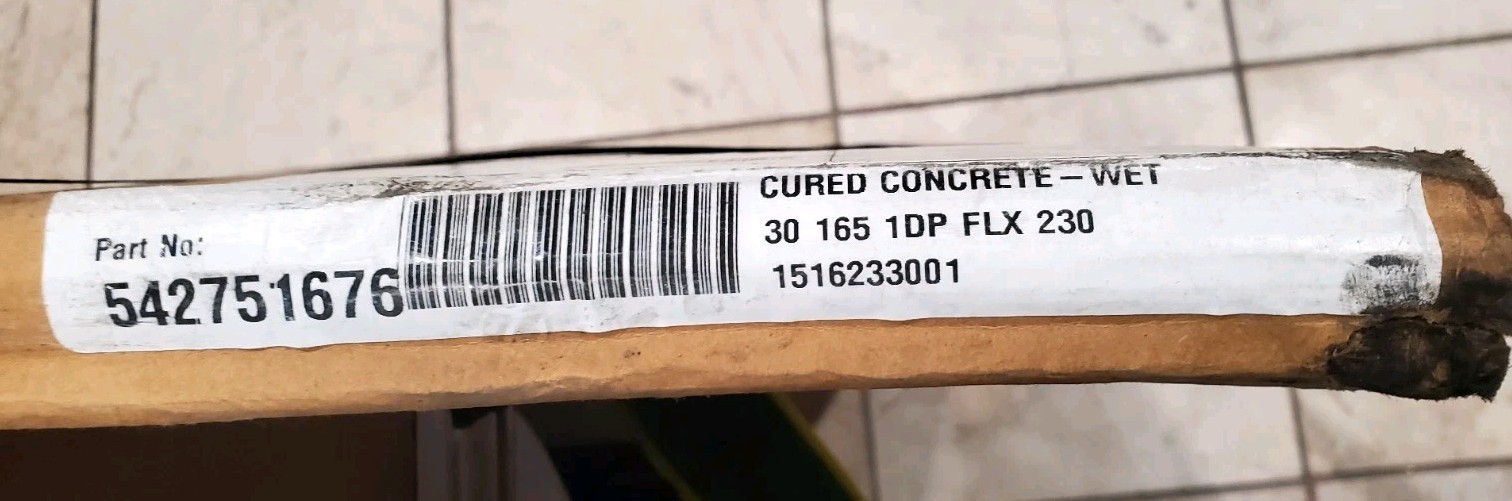 Part No:
542751676
CURED CONCRETE – WET
30 165 1DP FLX 230
1516233001